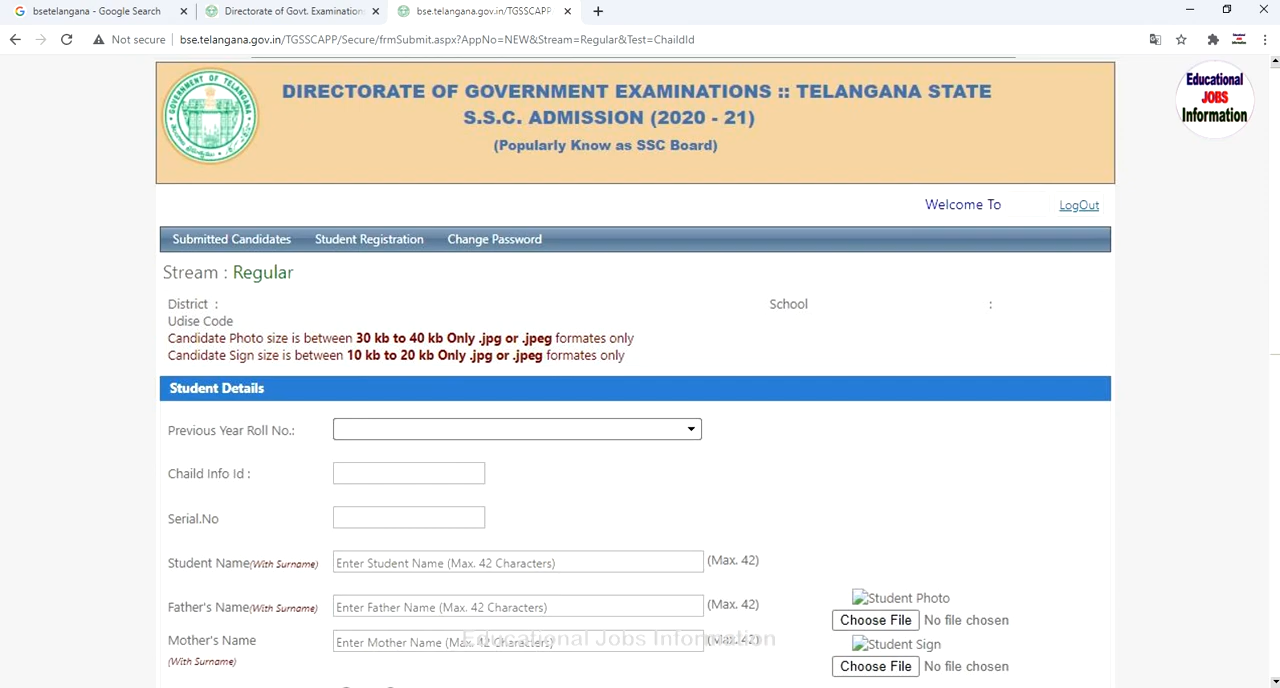 bsetelangana - Google Search
Directorate of Govt. Examination
bse.telangana.gov.in/TGSSCAPP
Not secure
bse.telangana.gov.in/TGSSCAPP/Secure/frmSubmit.aspx?AppNo=NEW&Stream=Regular&Test=ChaildId
GOVERNMENT OF TELANGANA
DIRECTORATE OF GOVERNMENT EXAMINATIONS :: TELANGANA STATE
S.S.C. ADMISSION (2020 - 21)
(Popularly Know as SSC Board)
Educational
JOBS
Information
Welcome To
LogOut
Submitted Candidates
Student Registration
Change Password
Stream : Regular
District :
School :
Udise Code
Candidate Photo size is between 30 kb to 40 kb Only .jpg or .jpeg formates only
Candidate Sign size is between 10 kb to 20 kb Only .jpg or .jpeg formates only
Student Details
Previous Year Roll No.:
Chaild Info Id :
Serial.No
Student Name(With Surname)
Enter Student Name (Max. 42 Characters)
(Max. 42)
Father's Name(With Surname)
Enter Father Name (Max. 42 Characters)
(Max. 42)
Student Photo
Choose File No file chosen
Mother's Name
(With Surname)
Enter Mother Name (Max. 42 Characters)
(Max. 42)
Educational Jobs Information
Student Sign
Choose File No file chosen